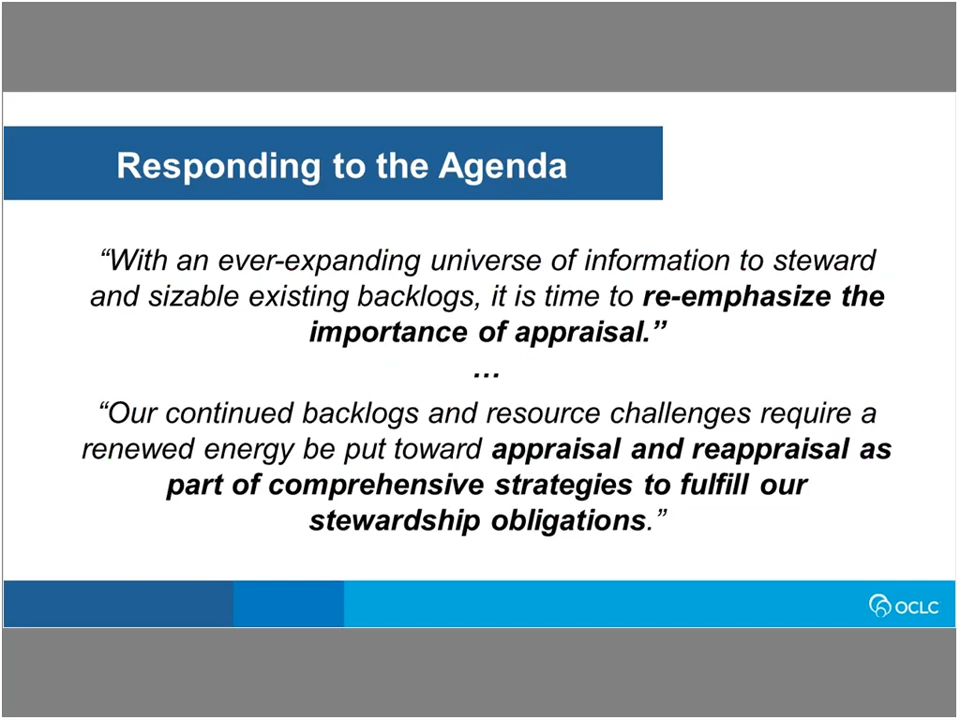 Responding to the Agenda
“With an ever-expanding universe of information to steward
and sizable existing backlogs, it is time to re-emphasize the
importance of appraisal.”
…
“Our continued backlogs and resource challenges require a
renewed energy be put toward appraisal and reappraisal as
part of comprehensive strategies to fulfill our
stewardship obligations.”
OCLC